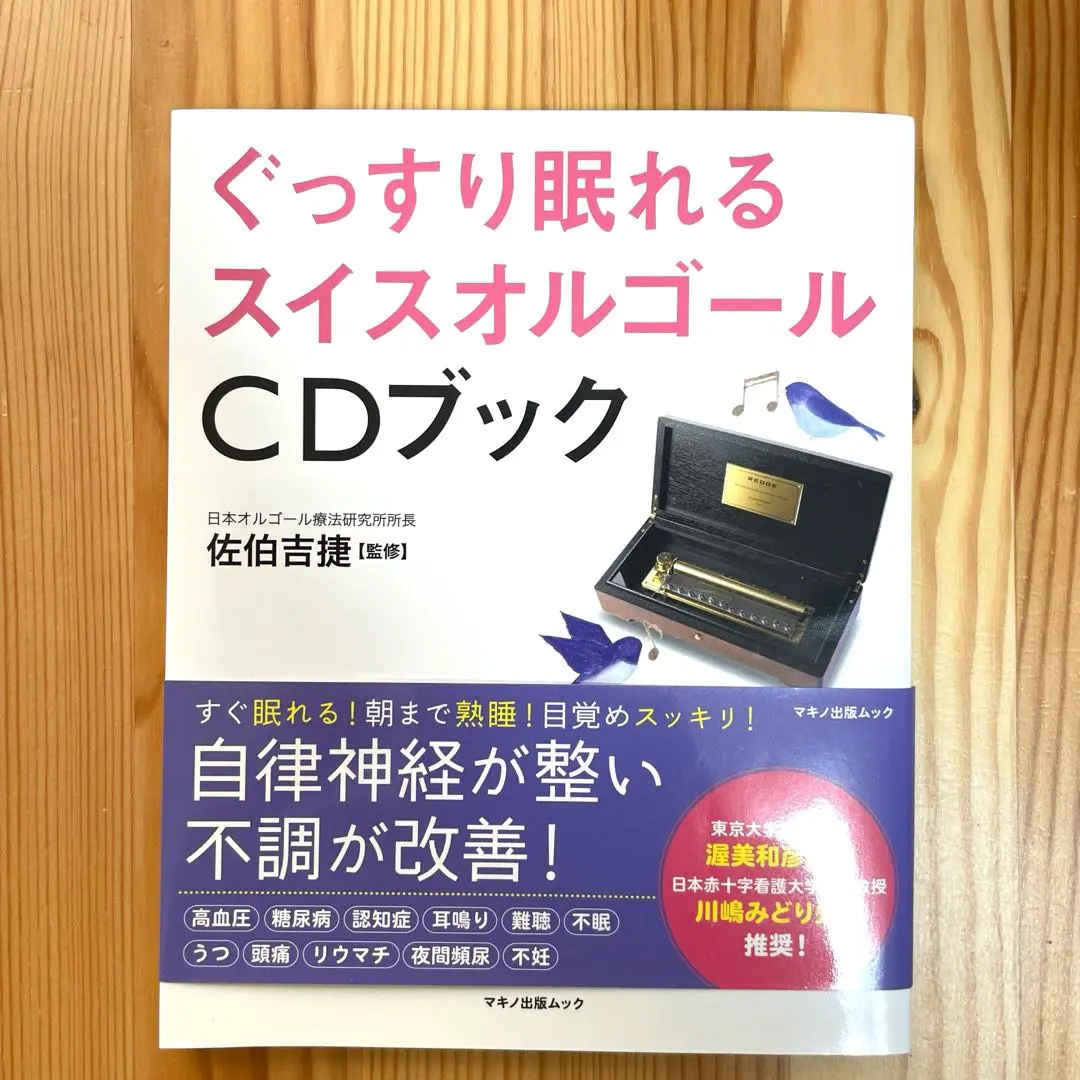 ぐっすり眠れる
スイスオルゴール
CDブック
REUGE
日本オルゴール療法研究所所長
佐伯吉捷【監修】
すぐ眠れる！朝まで熟睡！目覚めスッキリ！
マキノ出版ムック
自律神経が整い
不調が改善！
東京大学
渥美和彦
日本赤十字看護大学 教授
川嶋みどり
推奨！
高血圧 糖尿病 認知症 耳鳴り 難聴 不眠
うつ 頭痛 リウマチ 夜間頻尿 不妊
マキノ出版ムック